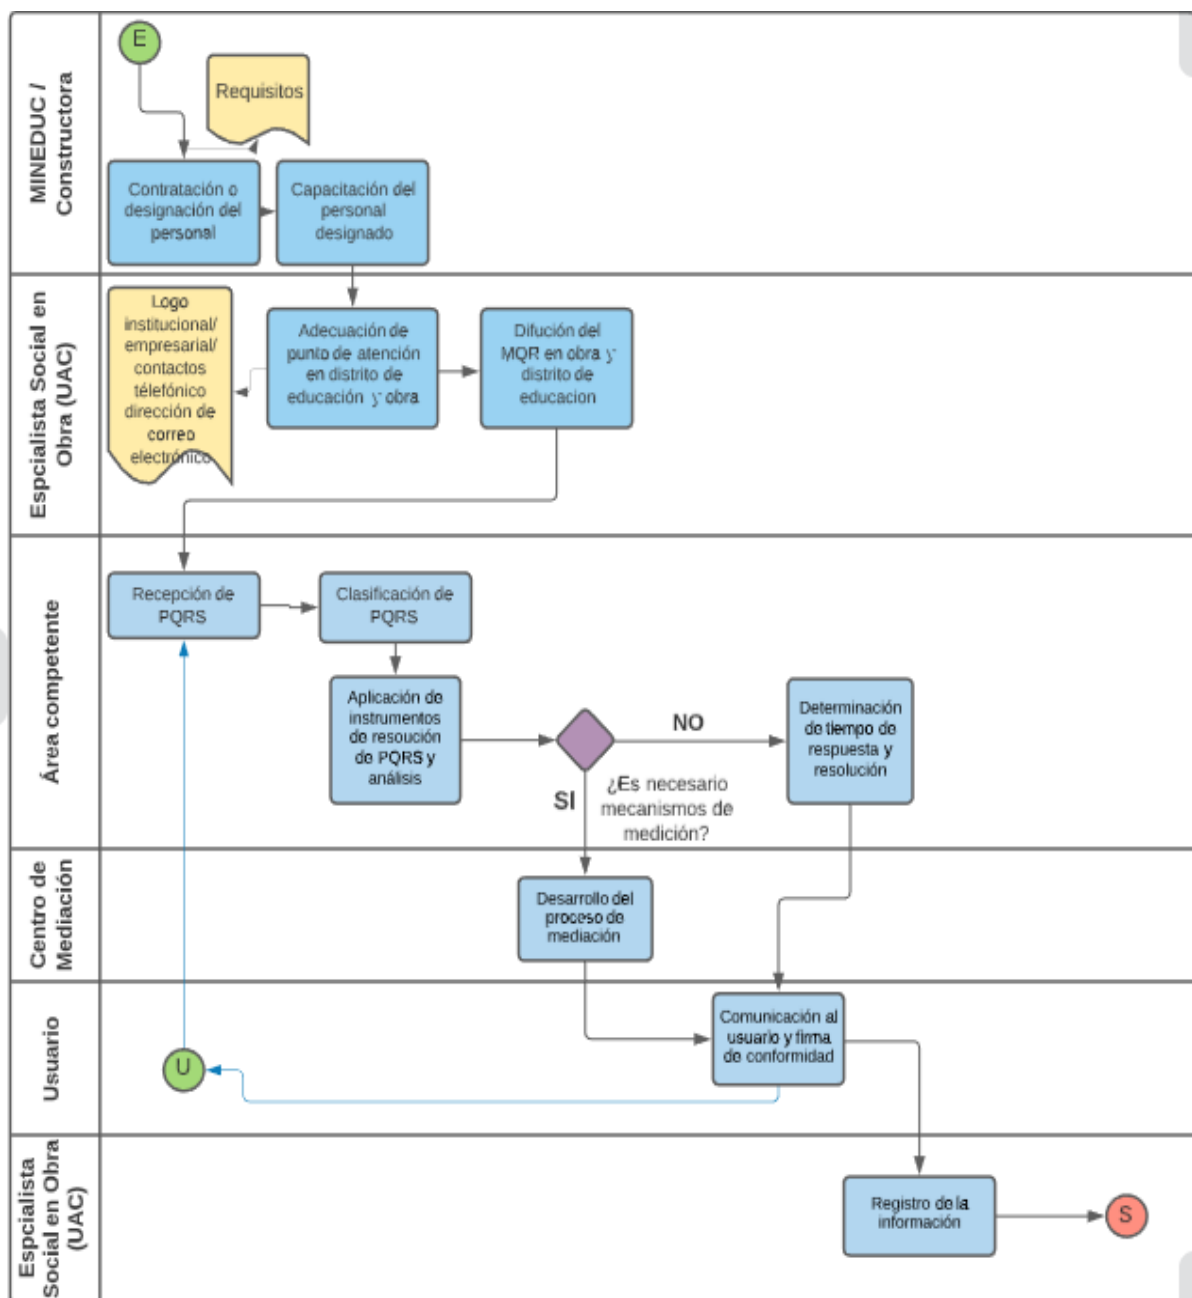 MINEDUC /
Constructora
E
Requisitos
Contratación o
designación del
personal
Capacitación del
personal
designado
Espcialista Social en
Obra (UAC)
Logo
institucional/
empresarial/
contactos
télefónico
dirección de
correo
electrónico
Adecuación de
punto de atención
en distrito de
educación y obra
Difución del
MQR en obra y
distrito de
educacion
Área competente
Recepción de
PQRS
Clasificación de
PQRS
Aplicación de
instrumentos
de resoución
de PQRS y
análisis
NO
SI
¿Es necesario
mecanismos de
medición?
Determinación
de tiempo de
respuesta y
resolución
Centro de
Mediación
Desarrollo del
proceso de
mediación
Usuario
U
Comunicación al
usuario y firma
de conformidad
Espcialista
Social en Obra
(UAC)
Registro de la
información
S